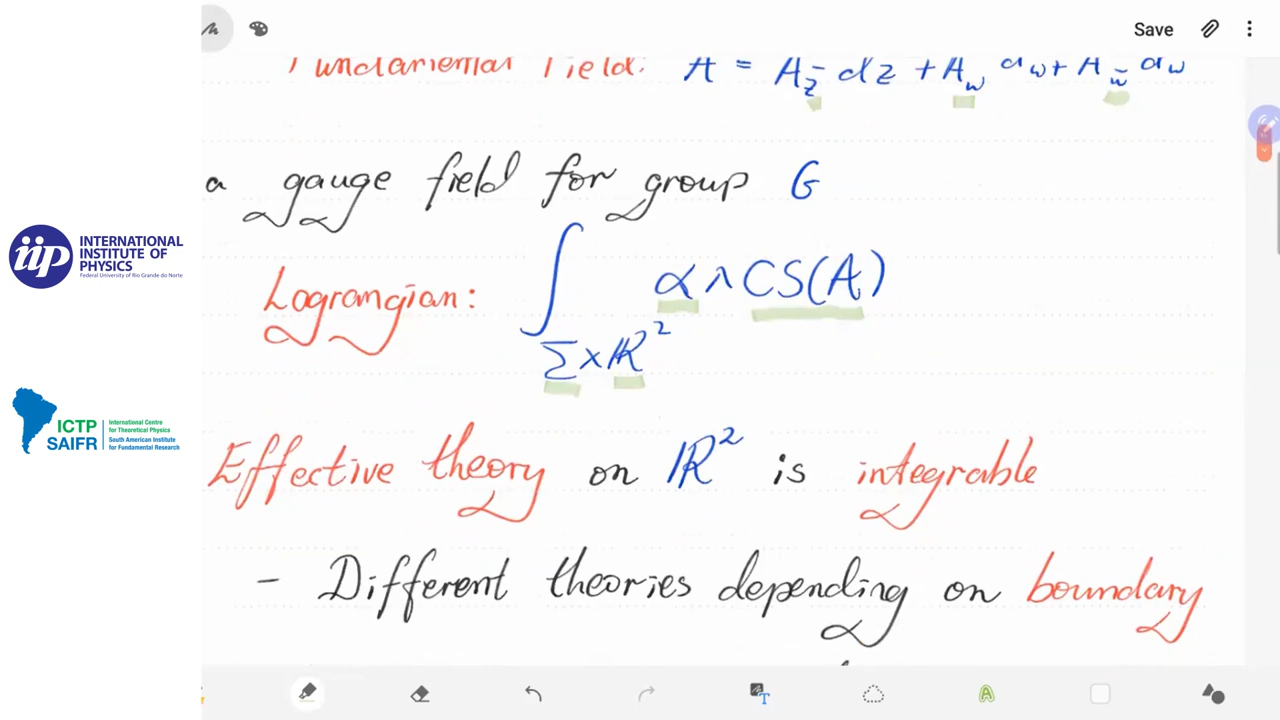 Save
Fundamental Field: A = A_z̄ dz̄ + A_w dw + A_w̄ dw̄
a gauge field for group G
Lagrangian: ∫_{Σ×ℝ²} α ∧ CS(A)
Effective theory on ℝ² is integrable
- Different theories depending on boundary
iip INTERNATIONAL
INSTITUTE OF
PHYSICS
Federal University of Rio Grande do Norte
ICTP
SAIFR
International Centre
for Theoretical Physics
South American Institute
for Fundamental Research